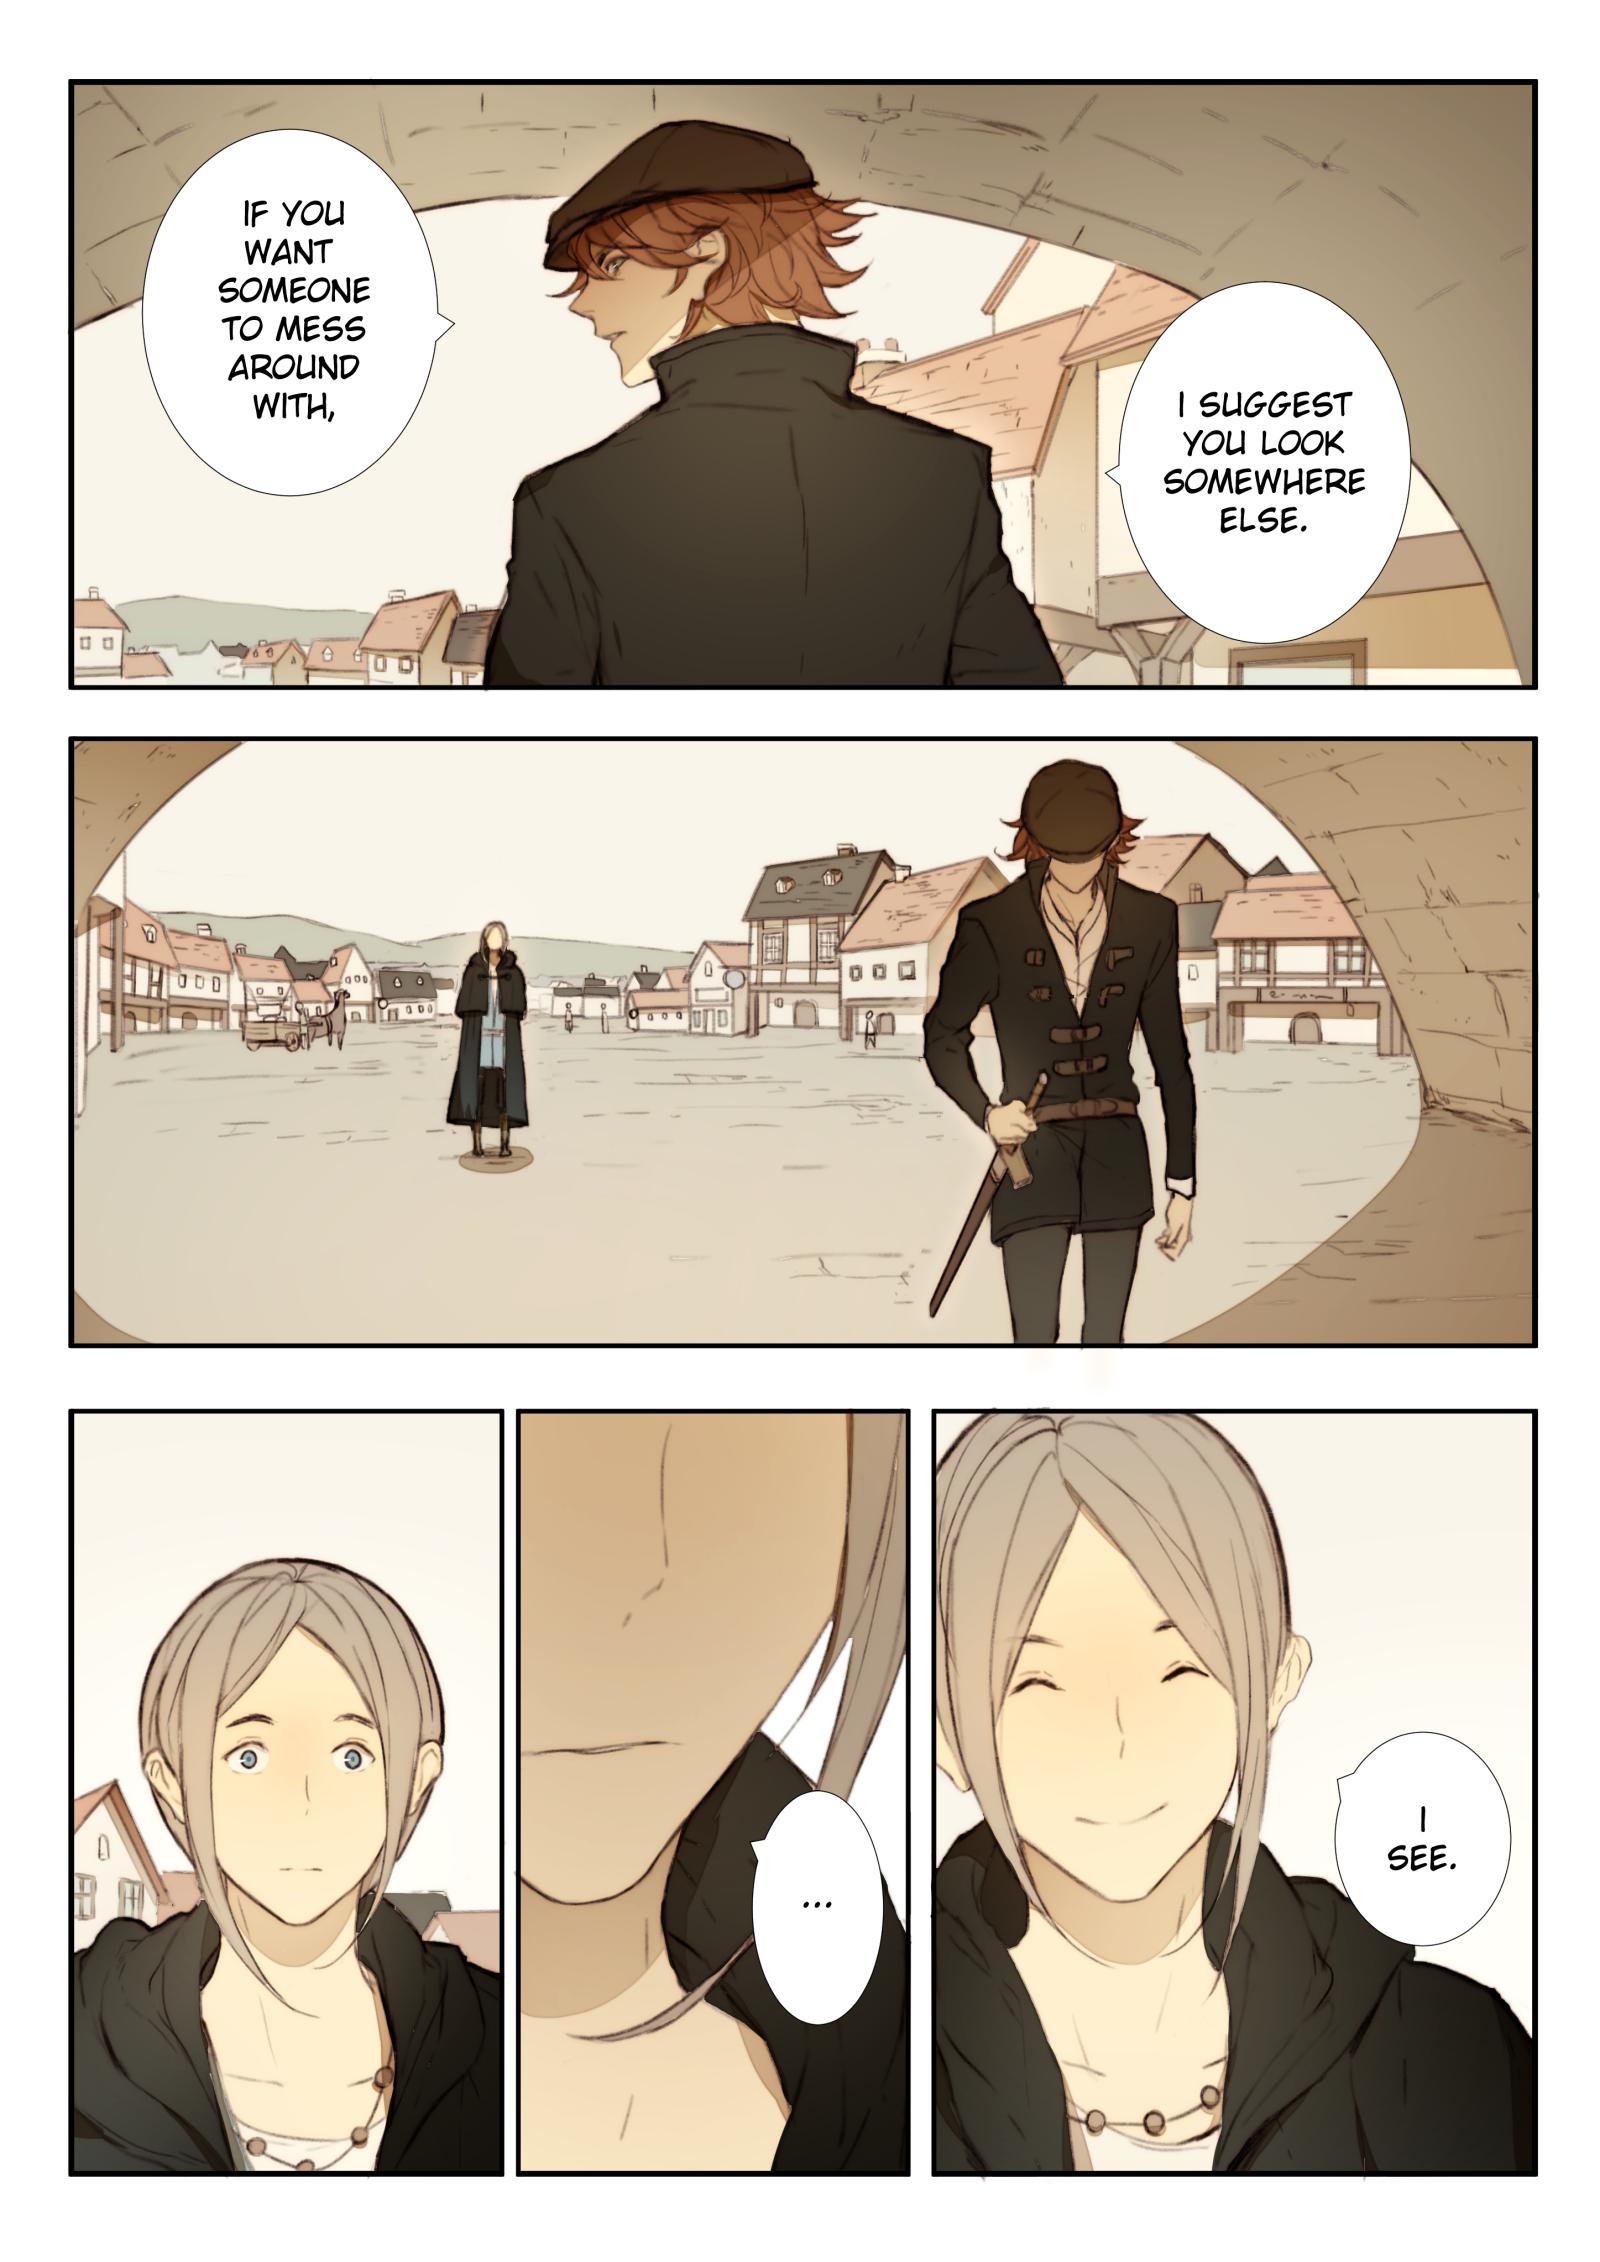 IF YOU
WANT
SOMEONE
TO MESS
AROUND
WITH,
I SUGGEST
YOU LOOK
SOMEWHERE
ELSE.
...
I
SEE.